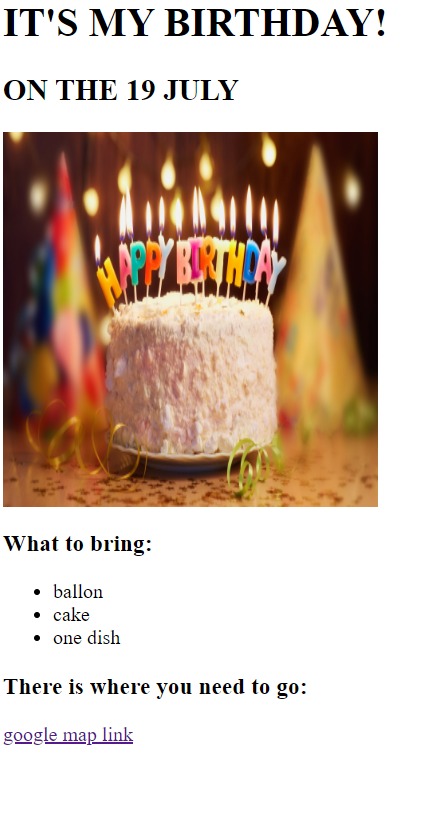 IT'S MY BIRTHDAY!
ON THE 19 JULY
HAPPY BIRTHDAY
What to bring:
ballon
cake
one dish
There is where you need to go:
google map link